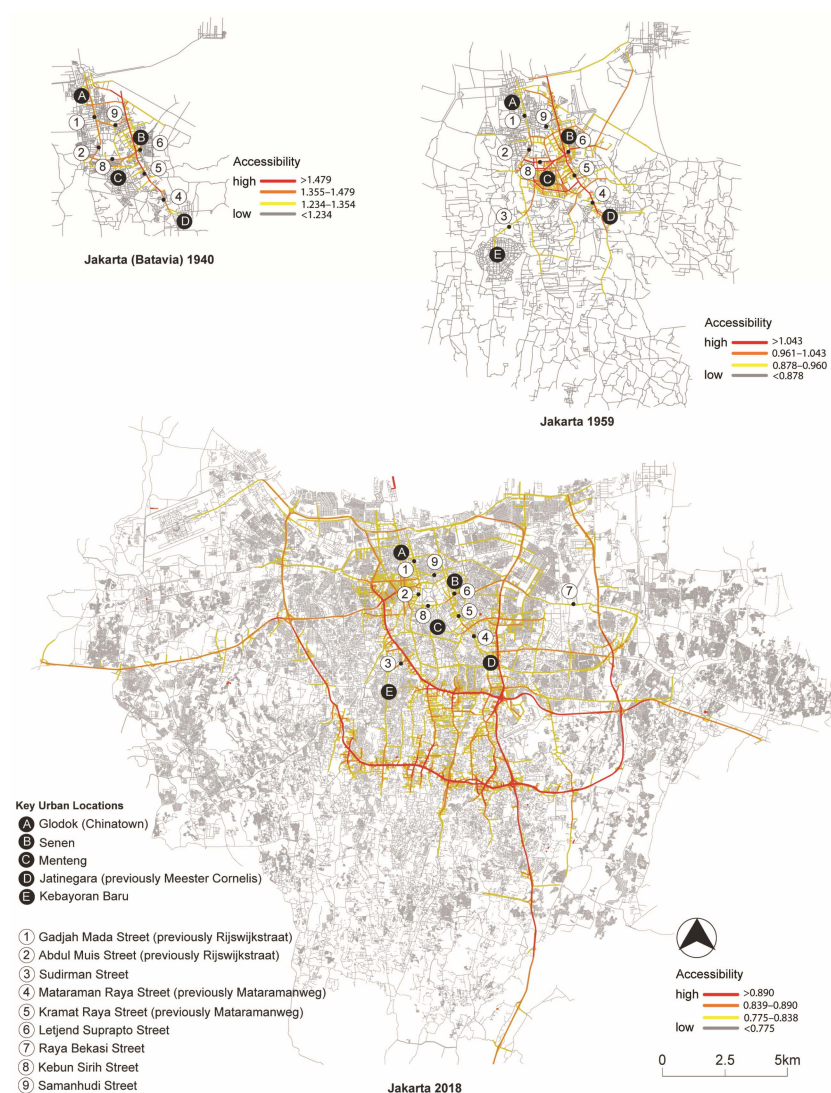 A
1
9
B
2
6
8
C
5
4
D
Accessibility
high >1.479
1.355–1.479
1.234–1.354
low <1.234
Jakarta (Batavia) 1940
A
1
9
B
2
6
8
C
5
4
3
D
E
Accessibility
high >1.043
0.961–1.043
0.878–0.960
low <0.878
Jakarta 1959
A
9
1
B
2
6
7
8
5
C
4
3
D
E
Key Urban Locations
A Glodok (Chinatown)
B Senen
C Menteng
D Jatinegara (previously Meester Cornelis)
E Kebayoran Baru
1 Gadjah Mada Street (previously Rijswijkstraat)
2 Abdul Muis Street (previously Rijswijkstraat)
3 Sudirman Street
4 Mataraman Raya Street (previously Mataramanweg)
5 Kramat Raya Street (previously Mataramanweg)
6 Letjend Suprapto Street
7 Raya Bekasi Street
8 Kebun Sirih Street
9 Samanhudi Street
Accessibility
high >0.890
0.839–0.890
0.775–0.838
low <0.775
0 2.5 5km
Jakarta 2018